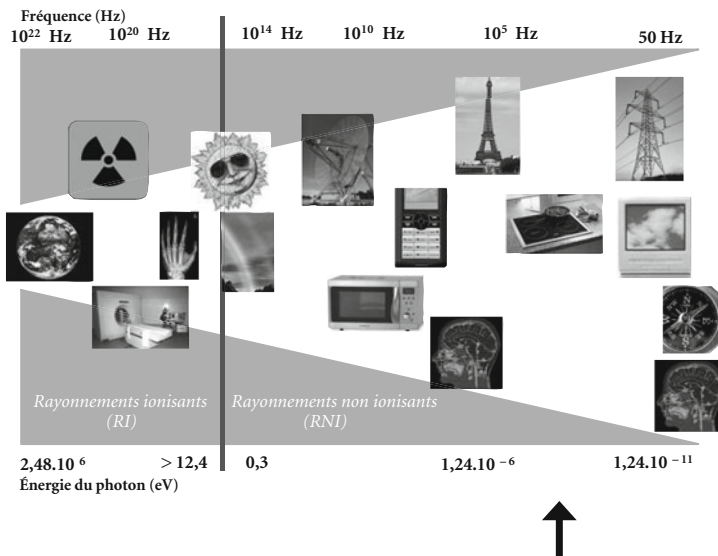 Fréquence (Hz)
10²² Hz 10²⁰ Hz 10¹⁴ Hz 10¹⁰ Hz 10⁵ Hz 50 Hz
Rayonnements ionisants Rayonnements non ionisants
(RI) (RNI)
2,48.10 ⁶ > 12,4 0,3 1,24.10 ⁻⁶ 1,24.10 ⁻¹¹
Énergie du photon (eV)